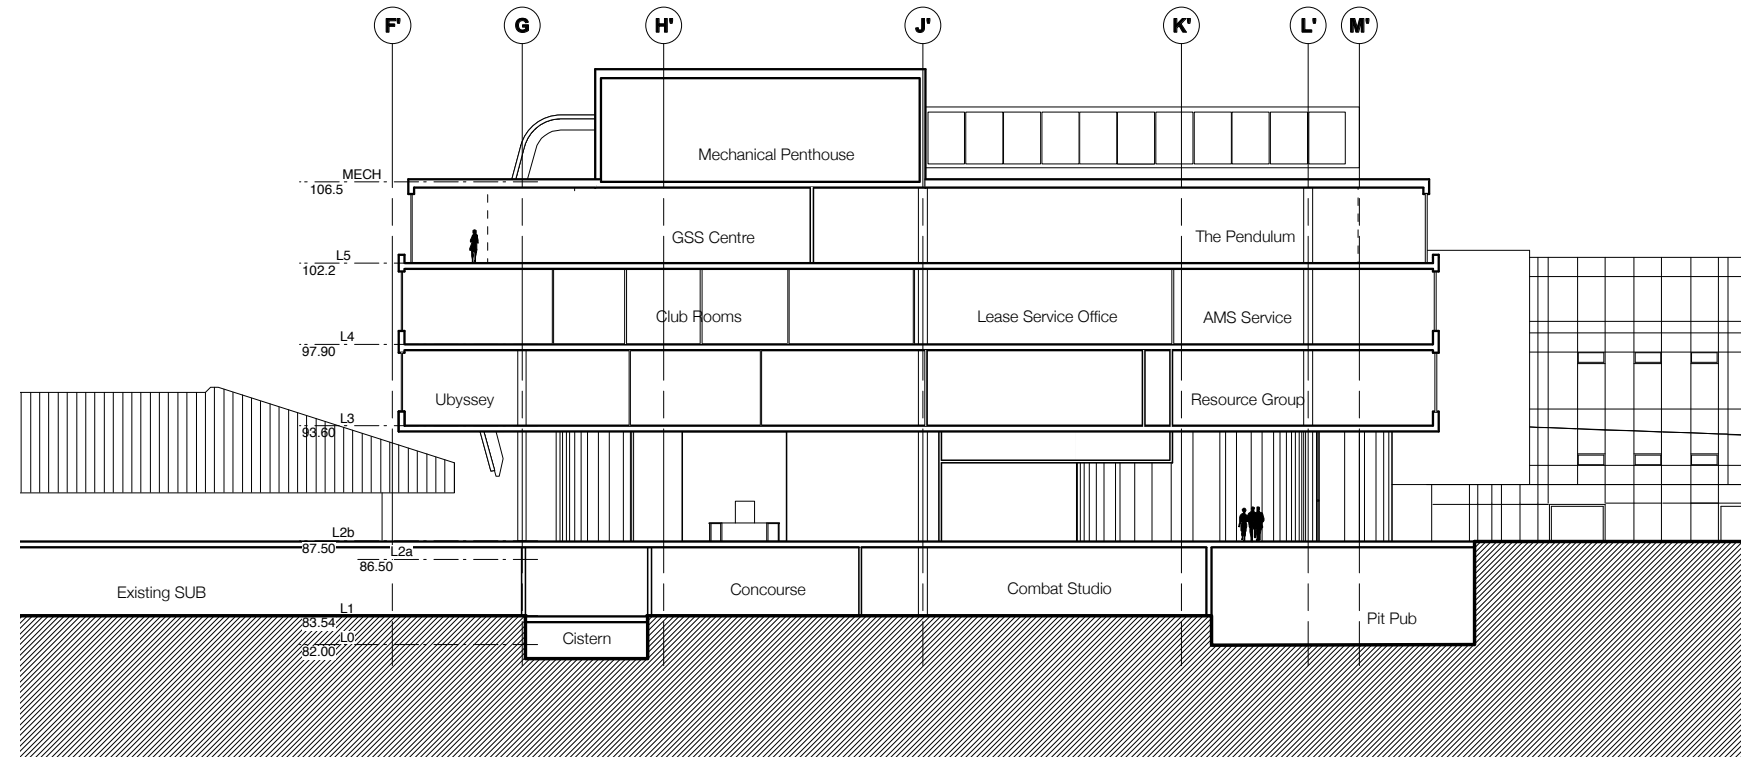 F' G H' J' K' L' M'
Mechanical Penthouse
MECH
106.5
GSS Centre The Pendulum
L5
102.2
Club Rooms Lease Service Office AMS Service
L4
97.90
Ubyssey Resource Group
L3
93.60
L2b
87.50
L2a
86.50
Existing SUB Concourse Combat Studio
L1
83.54
Pit Pub
L0
82.00
Cistern